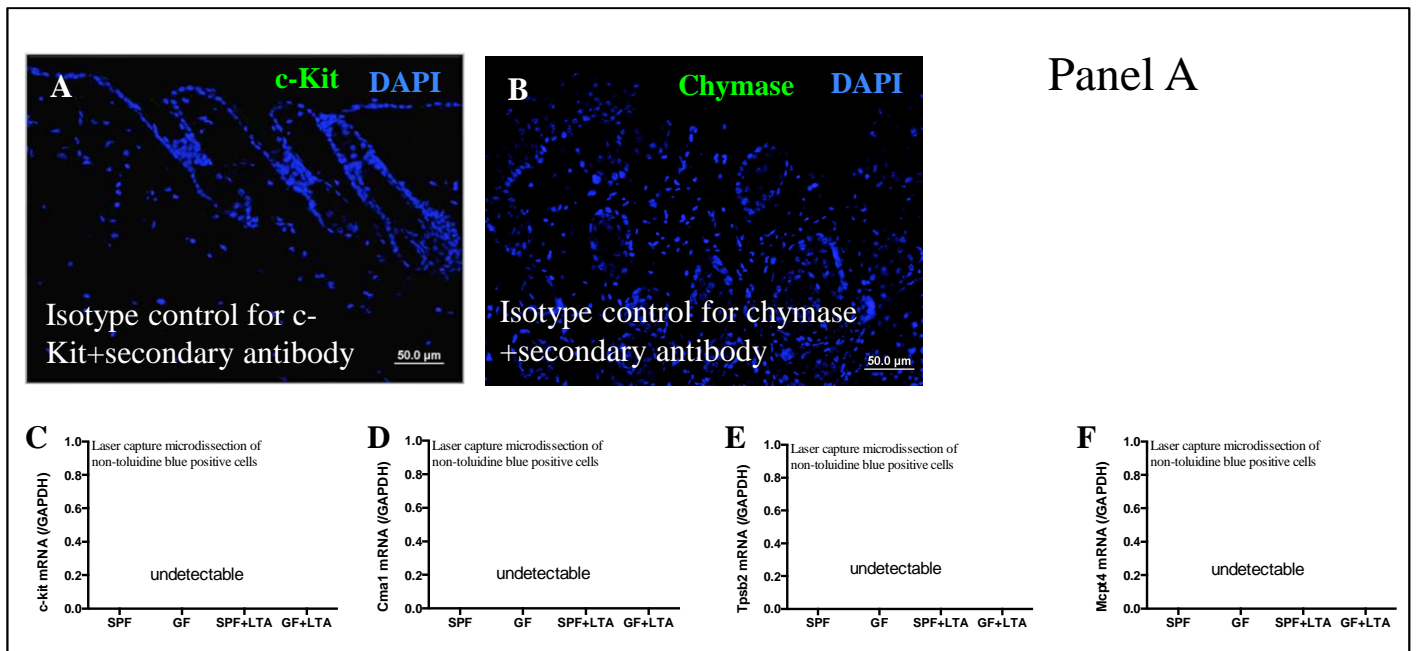 Panel A
A
c-Kit DAPI
Isotype control for c-
Kit+secondary antibody
50.0 µm
B
Chymase DAPI
Isotype control for chymase
+secondary antibody
50.0 µm
C
Laser capture microdissection of
non-toluidine blue positive cells
c-kit mRNA (/GAPDH)
1.0
0.8
0.6
0.4
0.2
0.0
undetectable
SPF GF SPF+LTA GF+LTA
D
Laser capture microdissection of
non-toluidine blue positive cells
Cma1 mRNA (/GAPDH)
1.0
0.8
0.6
0.4
0.2
0.0
undetectable
SPF GF SPF+LTA GF+LTA
E
Laser capture microdissection of
non-toluidine blue positive cells
Tpsb2 mRNA (/GAPDH)
1.0
0.8
0.6
0.4
0.2
0.0
undetectable
SPF GF SPF+LTA GF+LTA
F
Laser capture microdissection of
non-toluidine blue positive cells
Mcpt4 mRNA (/GAPDH)
1.0
0.8
0.6
0.4
0.2
0.0
undetectable
SPF GF SPF+LTA GF+LTA